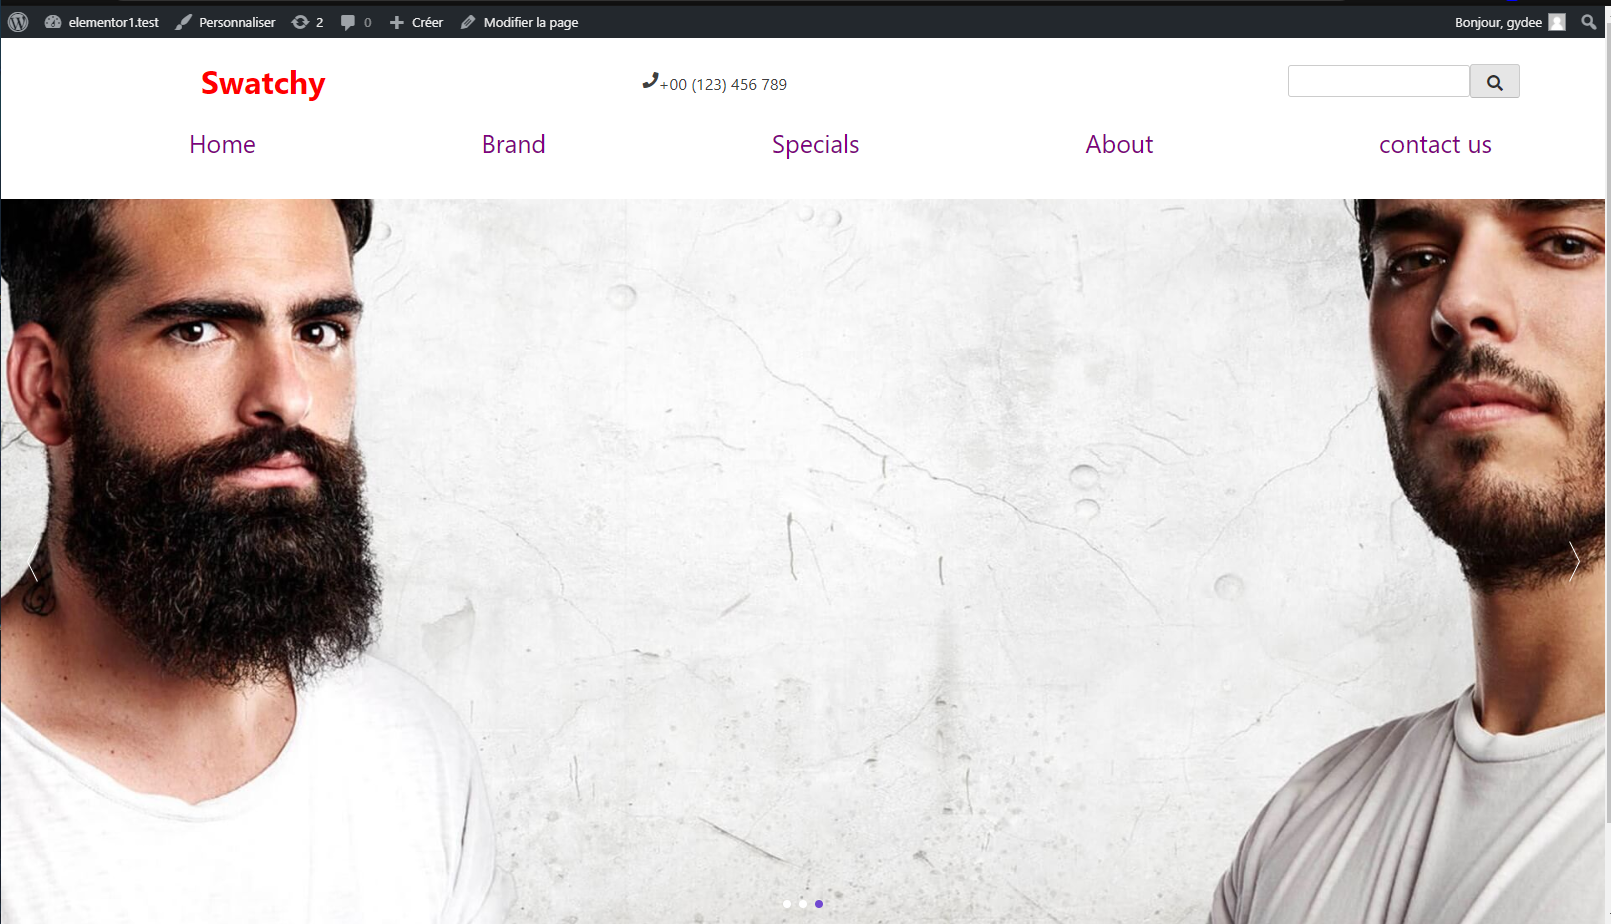 elementor1.test Personnaliser 2 0 Créer Modifier la page Bonjour, gydee
Swatchy +00 (123) 456 789
Home Brand Specials About contact us